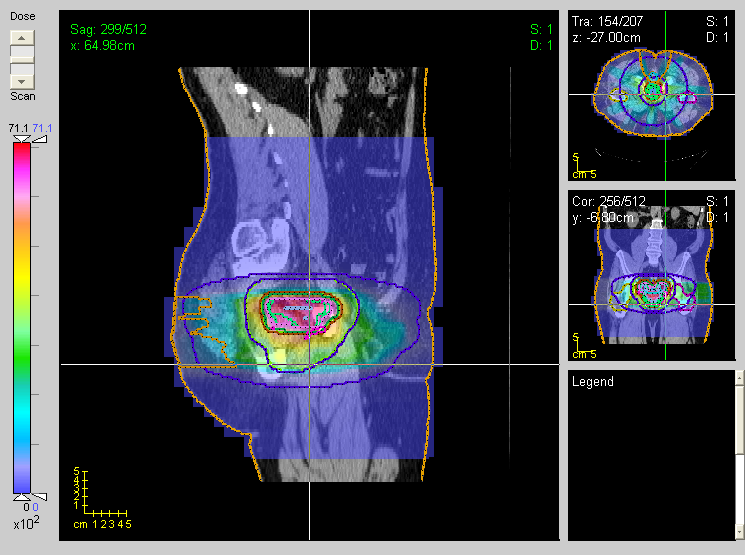 Dose
Scan
71.1 71.1
0 0
x10²
Sag: 299/512
x: 64.98cm
S: 1
D: 1
5
4
3
2
1
cm 1 2 3 4 5
Tra: 154/207
z: -27.00cm
S: 1
D: 1
5
cm 5
Cor: 256/512
y: -6.80cm
S: 1
D: 1
5
cm 5
Legend